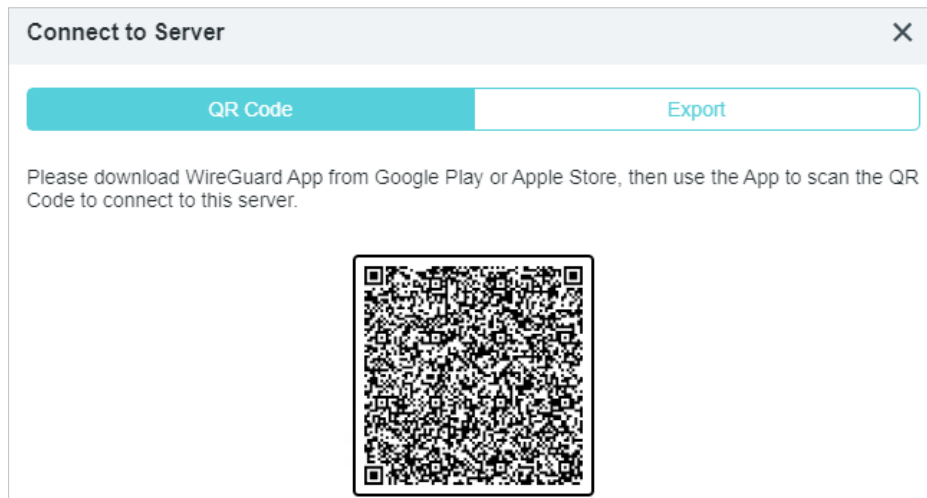 Connect to Server
QR Code
Export
Please download WireGuard App from Google Play or Apple Store, then use the App to scan the QR
Code to connect to this server.